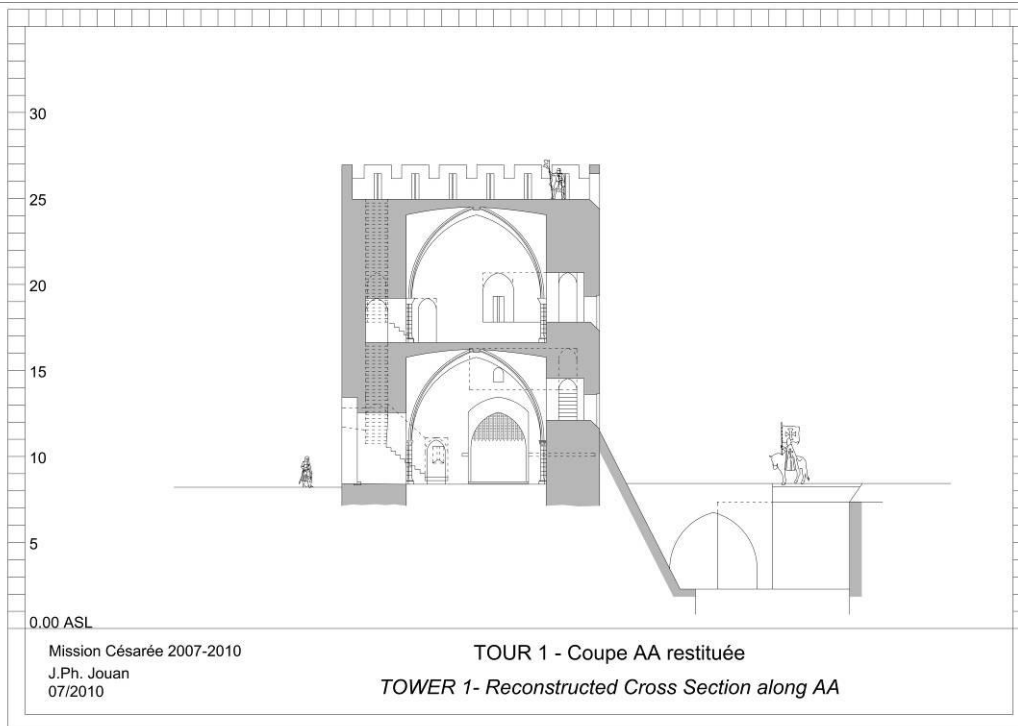 30
25
20
15
10
5
0.00 ASL
Mission Césarée 2007-2010
J.Ph. Jouan
07/2010
TOUR 1 - Coupe AA restituée
TOWER 1- Reconstructed Cross Section along AA